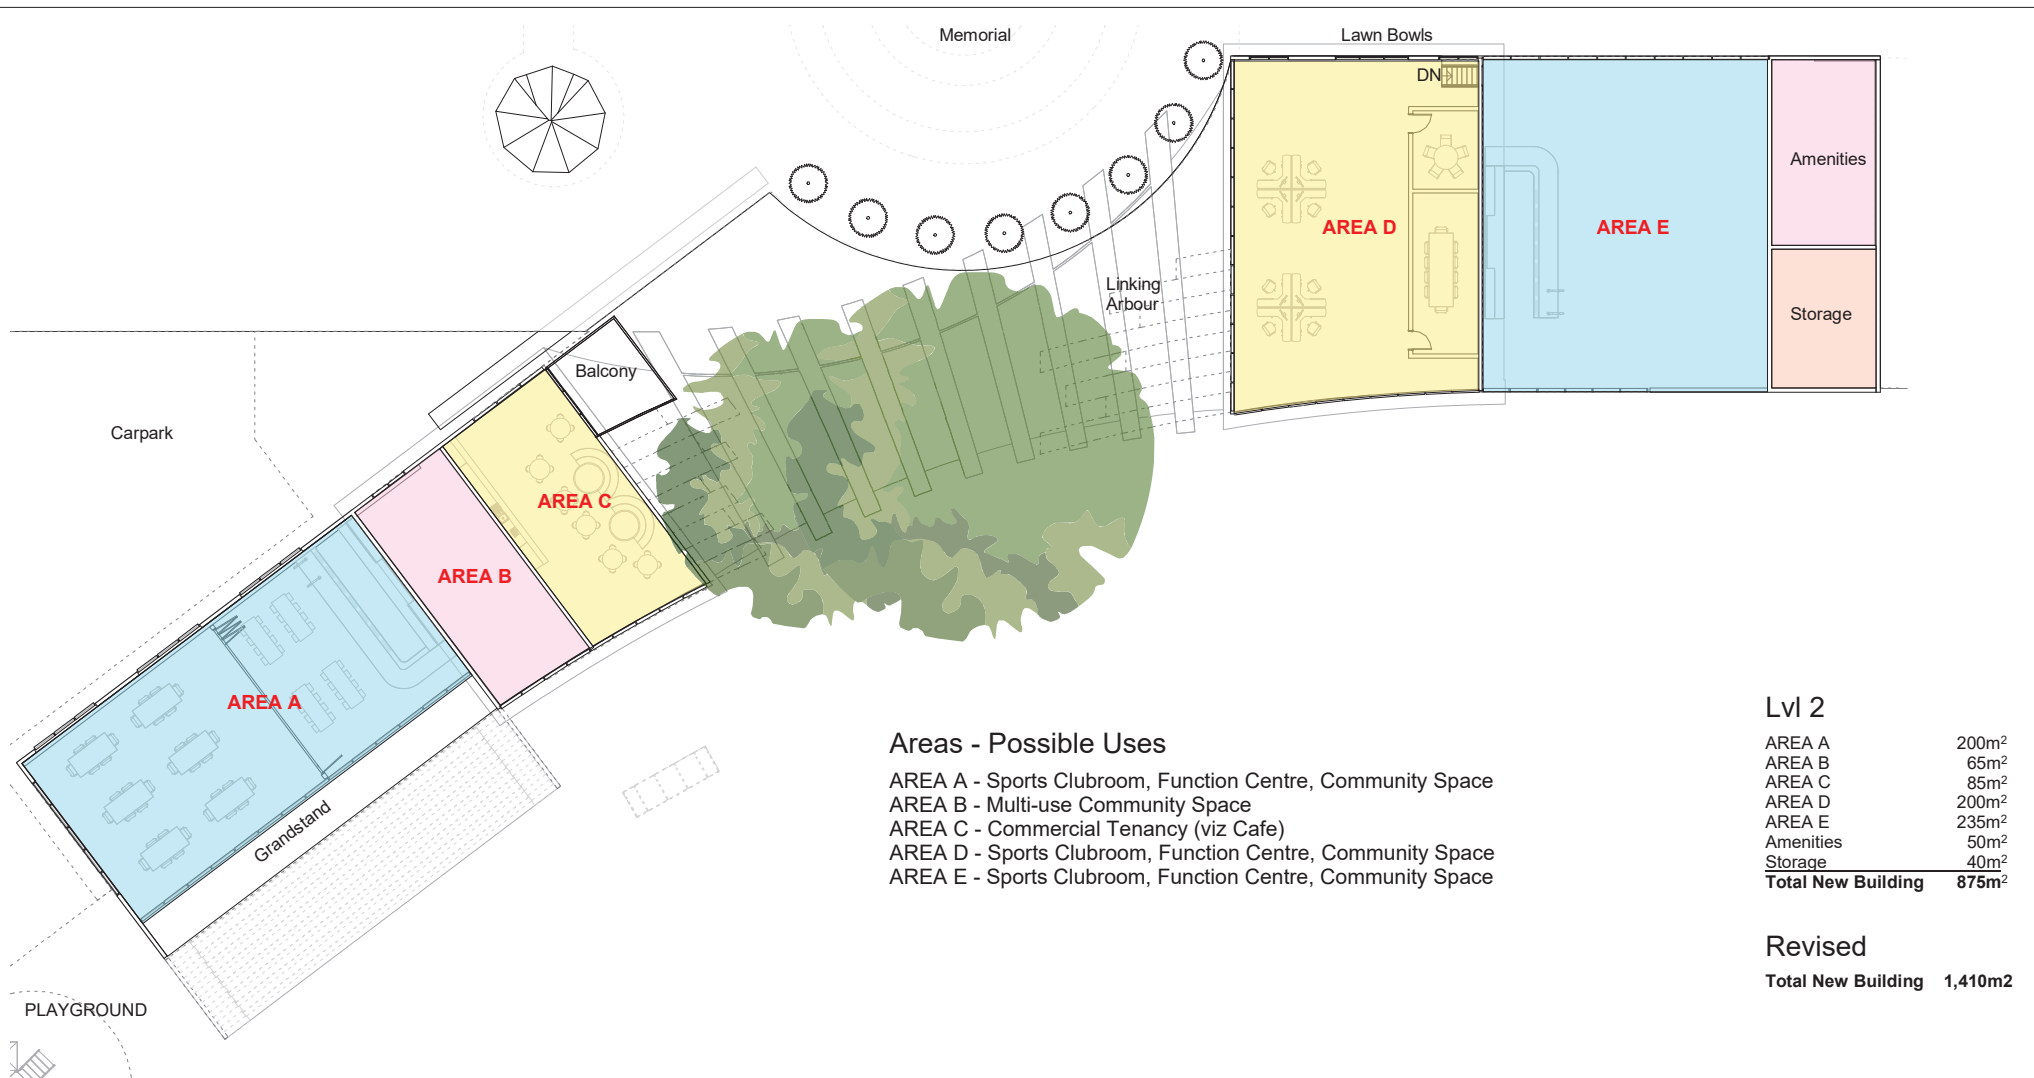 Memorial
Lawn Bowls
DN
Amenities
AREA D
AREA E
Linking
Arbour
Storage
Balcony
Carpark
AREA C
AREA B
AREA A
Grandstand
PLAYGROUND
Areas - Possible Uses
AREA A - Sports Clubroom, Function Centre, Community Space
AREA B - Multi-use Community Space
AREA C - Commercial Tenancy (viz Cafe)
AREA D - Sports Clubroom, Function Centre, Community Space
AREA E - Sports Clubroom, Function Centre, Community Space
Lvl 2
AREA A 200m²
AREA B 65m²
AREA C 85m²
AREA D 200m²
AREA E 235m²
Amenities 50m²
Storage 40m²
Total New Building 875m²
Revised
Total New Building 1,410m2